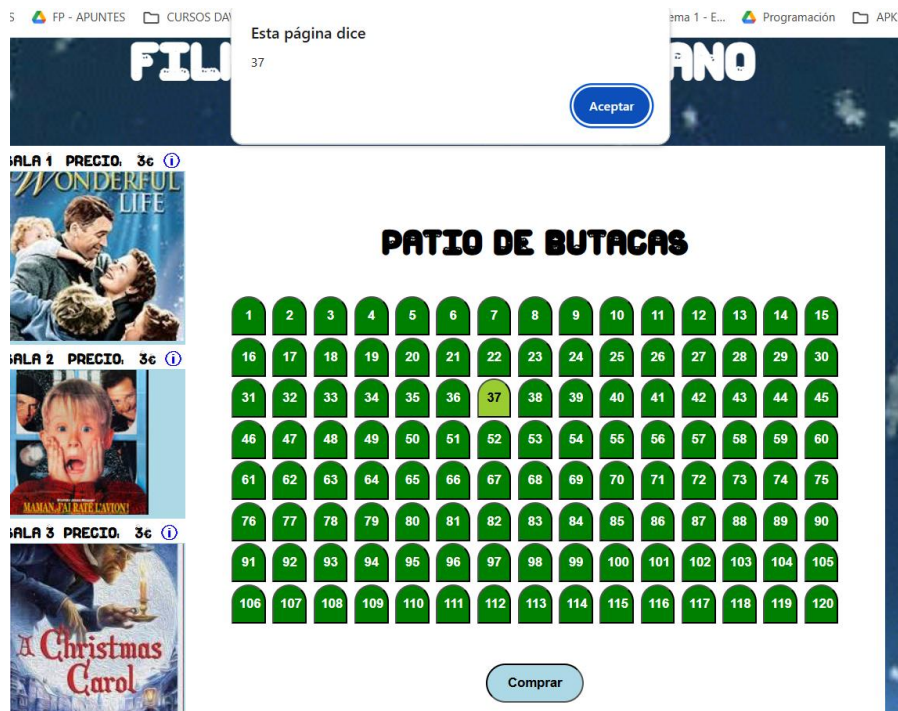 S FP - APUNTES CURSOS DAW
ema 1 - E... Programación APK
Esta página dice
37
Aceptar
SALA 1 PRECIO: 3€ i
WONDERFUL
LIFE
SALA 2 PRECIO: 3€ i
MAMAN, J'AI RATÉ L'AVION!
SALA 3 PRECIO: 3€ i
A Christmas
Carol
PATIO DE BUTACAS
1 2 3 4 5 6 7 8 9 10 11 12 13 14 15
16 17 18 19 20 21 22 23 24 25 26 27 28 29 30
31 32 33 34 35 36 37 38 39 40 41 42 43 44 45
46 47 48 49 50 51 52 53 54 55 56 57 58 59 60
61 62 63 64 65 66 67 68 69 70 71 72 73 74 75
76 77 78 79 80 81 82 83 84 85 86 87 88 89 90
91 92 93 94 95 96 97 98 99 100 101 102 103 104 105
106 107 108 109 110 111 112 113 114 115 116 117 118 119 120
Comprar